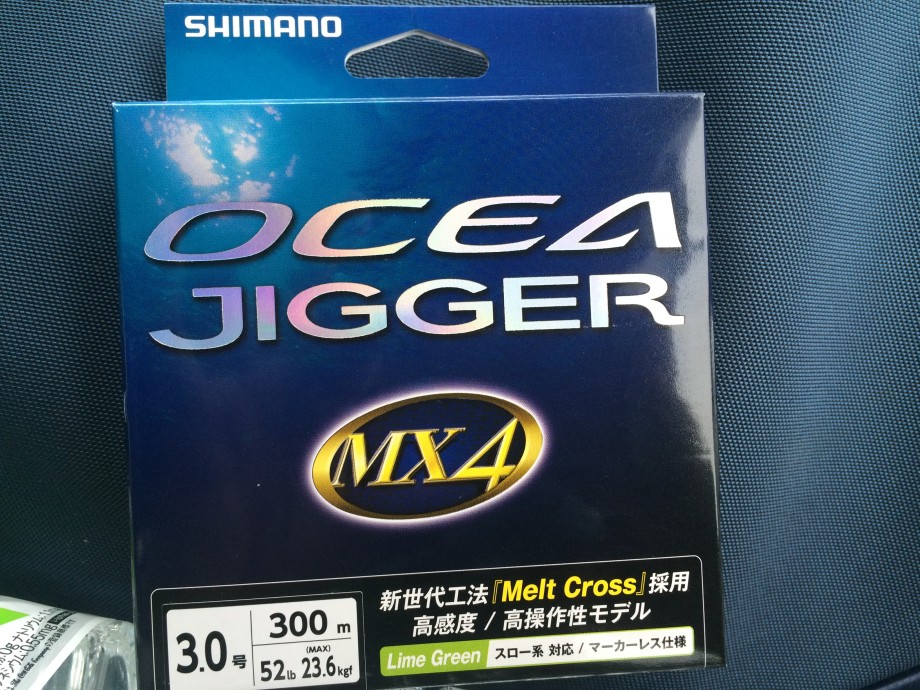 SHIMANO
OCEA
JIGGER
MX4
新世代工法『Melt Cross』採用
高感度 / 高操作性モデル
Lime Green スロー系 対応 / マーカーレス仕様
3.0号
300 m
(MAX)
52lb 23.6kgf